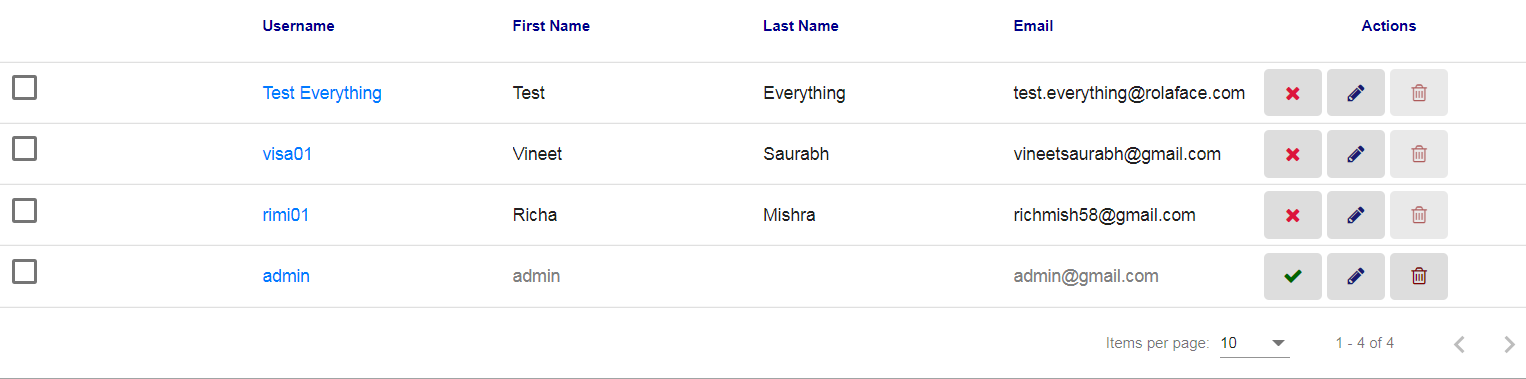 Username First Name Last Name Email Actions
Test Everything Test Everything test.everything@rolaface.com
visa01 Vineet Saurabh vineetsaurabh@gmail.com
rimi01 Richa Mishra richmish58@gmail.com
admin admin admin@gmail.com
Items per page: 10 1 - 4 of 4